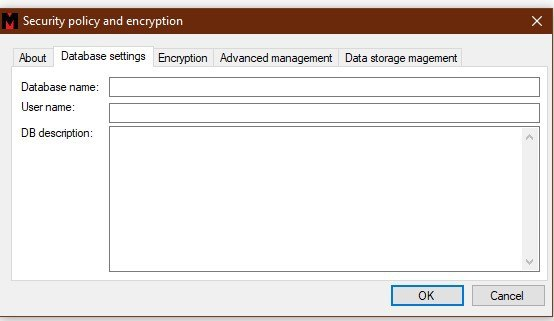 Security policy and encryption
About Database settings Encryption Advanced management Data storage magement
Database name:
User name:
DB description:
OK Cancel